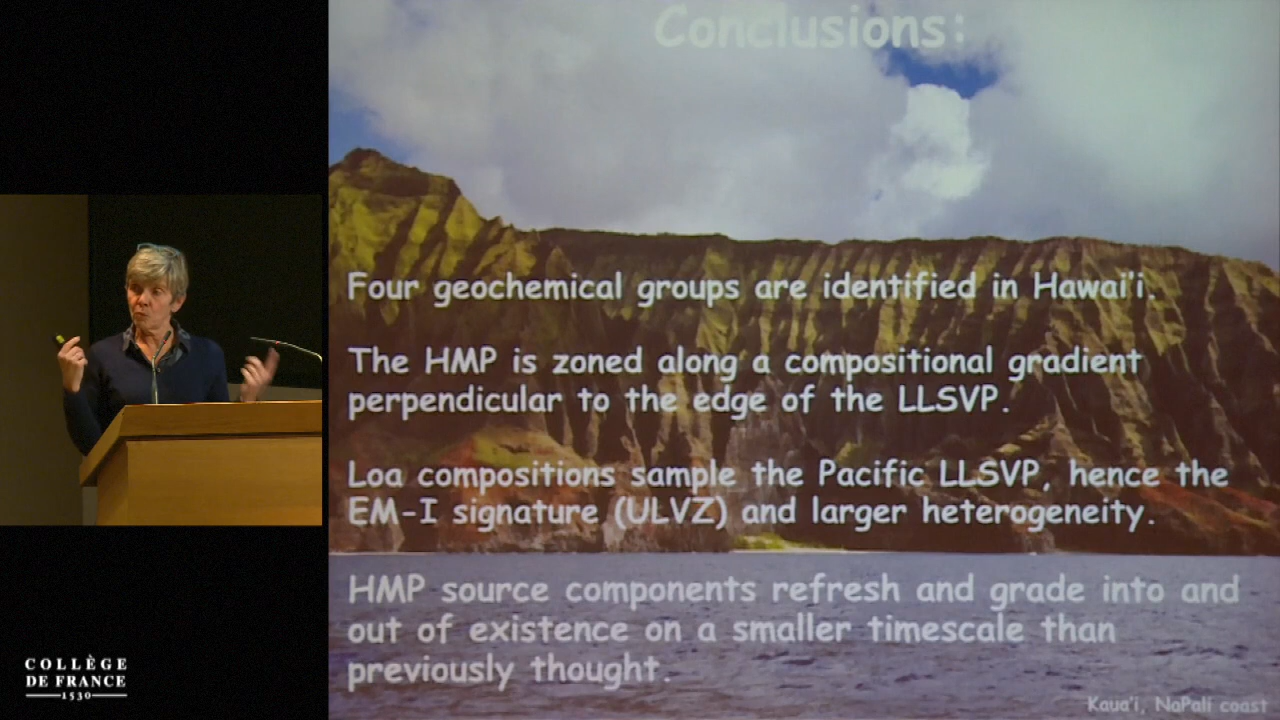 Conclusions:
Four geochemical groups are identified in Hawai'i.
The HMP is zoned along a compositional gradient
perpendicular to the edge of the LLSVP.
Loa compositions sample the Pacific LLSVP, hence the
EM-I signature (ULVZ) and larger heterogeneity.
HMP source components refresh and grade into and
out of existence on a smaller timescale than
previously thought.
Kaua'i, NaPali coast
COLLÈGE
DE FRANCE
1530